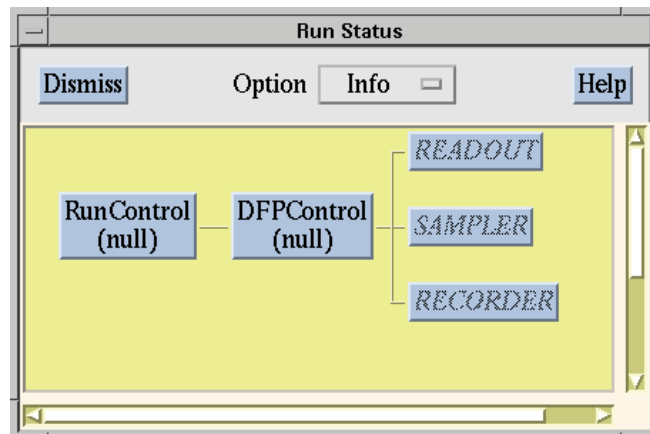 Run Status
Dismiss Option Info Help
READOUT
RunControl
(null)
DFPControl
(null)
SAMPLER
RECORDER